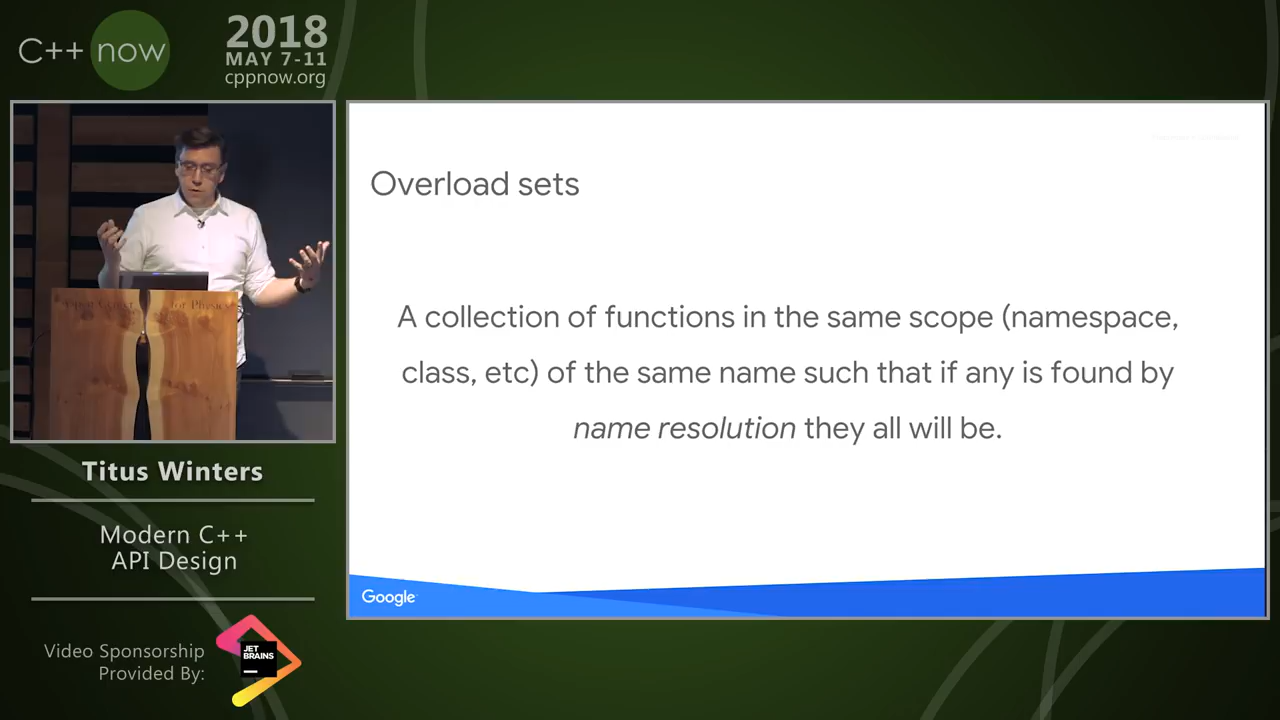 C++ now
2018
MAY 7-11
cppnow.org
Overload sets
A collection of functions in the same scope (namespace,
class, etc) of the same name such that if any is found by
name resolution they all will be.
Google
Titus Winters
Modern C++
API Design
Video Sponsorship
Provided By:
JET
BRAINS
for Physics